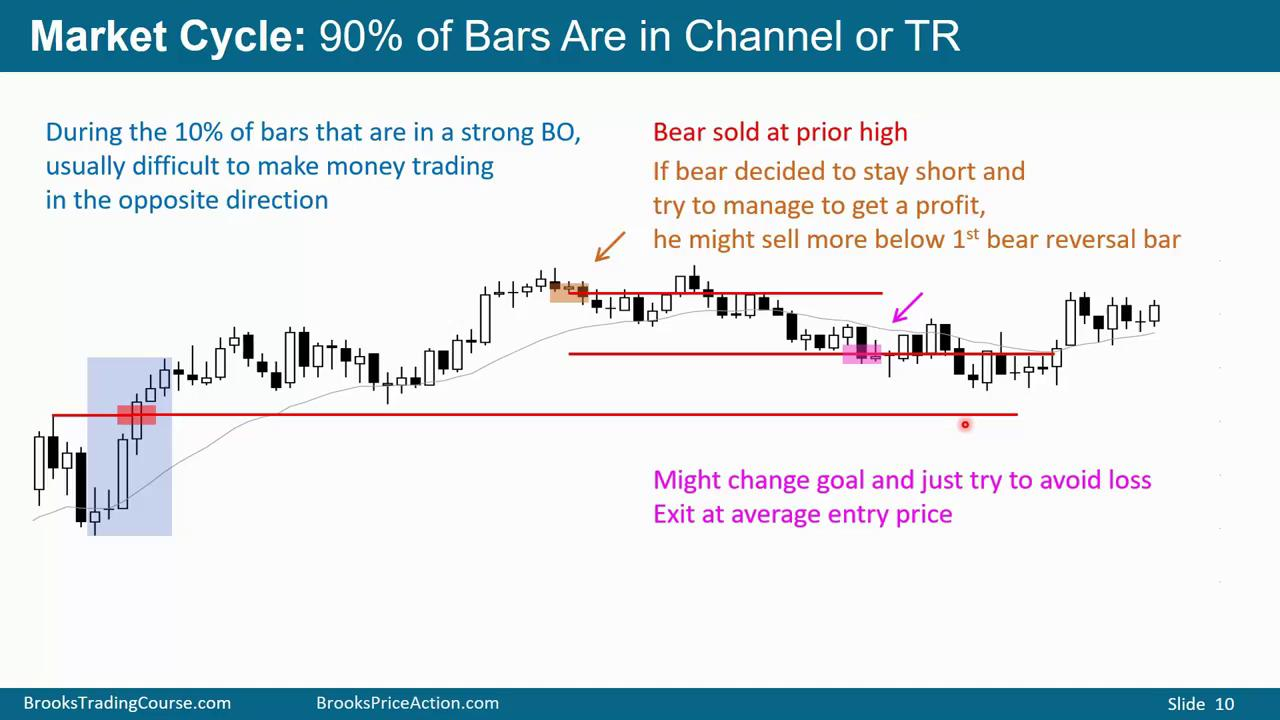 Market Cycle: 90% of Bars Are in Channel or TR
During the 10% of bars that are in a strong BO,
usually difficult to make money trading
in the opposite direction
Bear sold at prior high
If bear decided to stay short and
try to manage to get a profit,
he might sell more below 1st bear reversal bar
Might change goal and just try to avoid loss
Exit at average entry price
BrooksTradingCourse.com
BrooksPriceAction.com
Slide 10